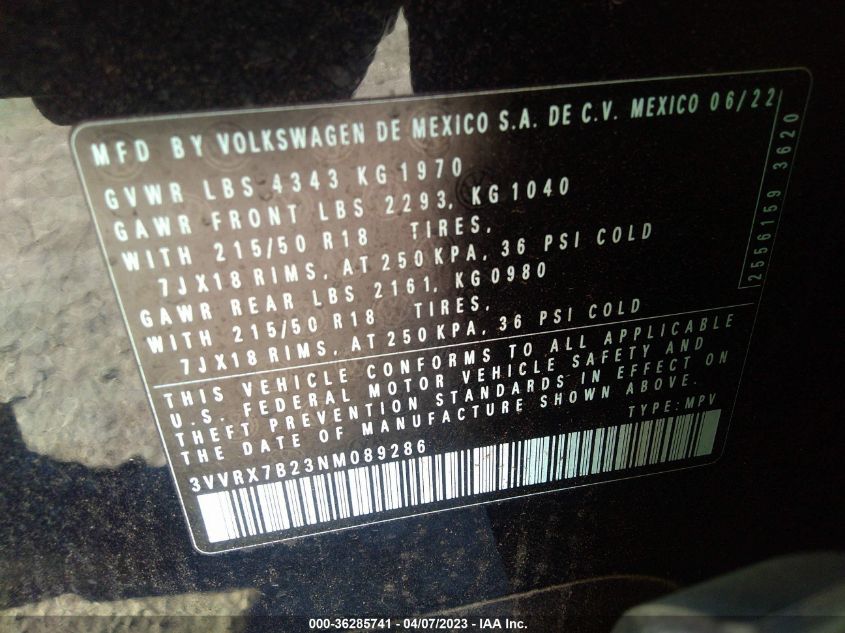 MFD BY VOLKSWAGEN DE MEXICO S.A. DE C.V. MEXICO 06/22
GVWR LBS 4343 KG 1970
GAWR FRONT LBS 2293, KG 1040
WITH 215/50 R18 TIRES,
7JX18 RIMS, AT 250 KPA, 36 PSI COLD
GAWR REAR LBS 2161, KG0980
WITH 215/50 R18 TIRES,
7JX18 RIMS, AT 250 KPA, 36 PSI COLD
THIS VEHICLE CONFORMS TO ALL APPLICABLE
U.S. FEDERAL MOTOR VEHICLE SAFETY AND
THEFT PREVENTION STANDARDS IN EFFECT ON
THE DATE OF MANUFACTURE SHOWN ABOVE.
TYPE: MPV
3VVRX7B23NM089286
2556159 3620
000-36285741 - 04/07/2023 - IAA Inc.